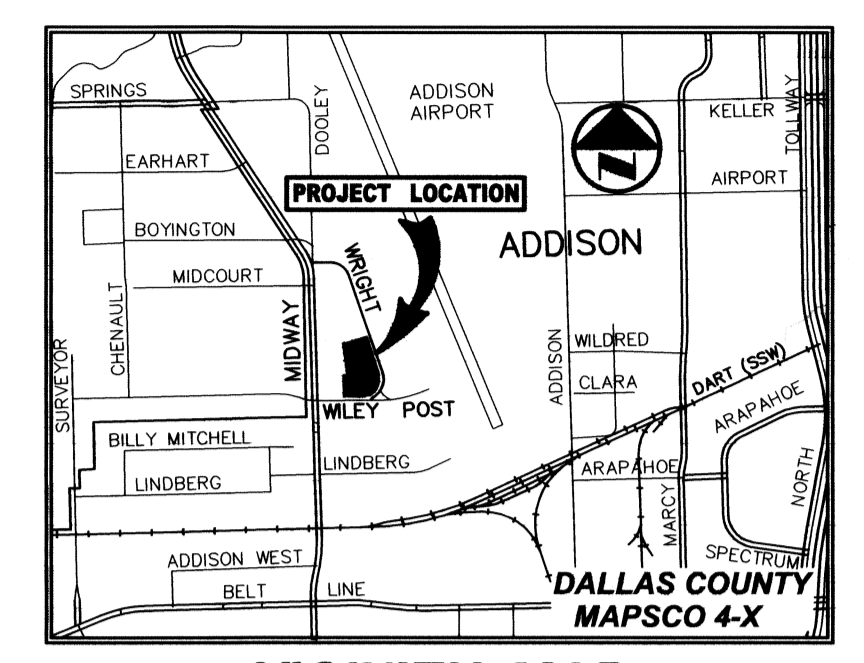 SPRINGS
DOOLEY
ADDISON
AIRPORT
KELLER
TOLLWAY
EARHART
N
AIRPORT
PROJECT LOCATION
BOYINGTON
WRIGHT
ADDISON
MIDCOURT
CHENAULT
MIDWAY
SURVEYOR
ADDISON
WILDRED
CLARA
DART (SSW)
ARAPAHOE
WILEY POST
BILLY MITCHELL
LINDBERG
LINDBERG
ARAPAHOE
MARCY
NORTH
ADDISON WEST
SPECTRUM
BELT LINE
DALLAS COUNTY
MAPSCO 4-X